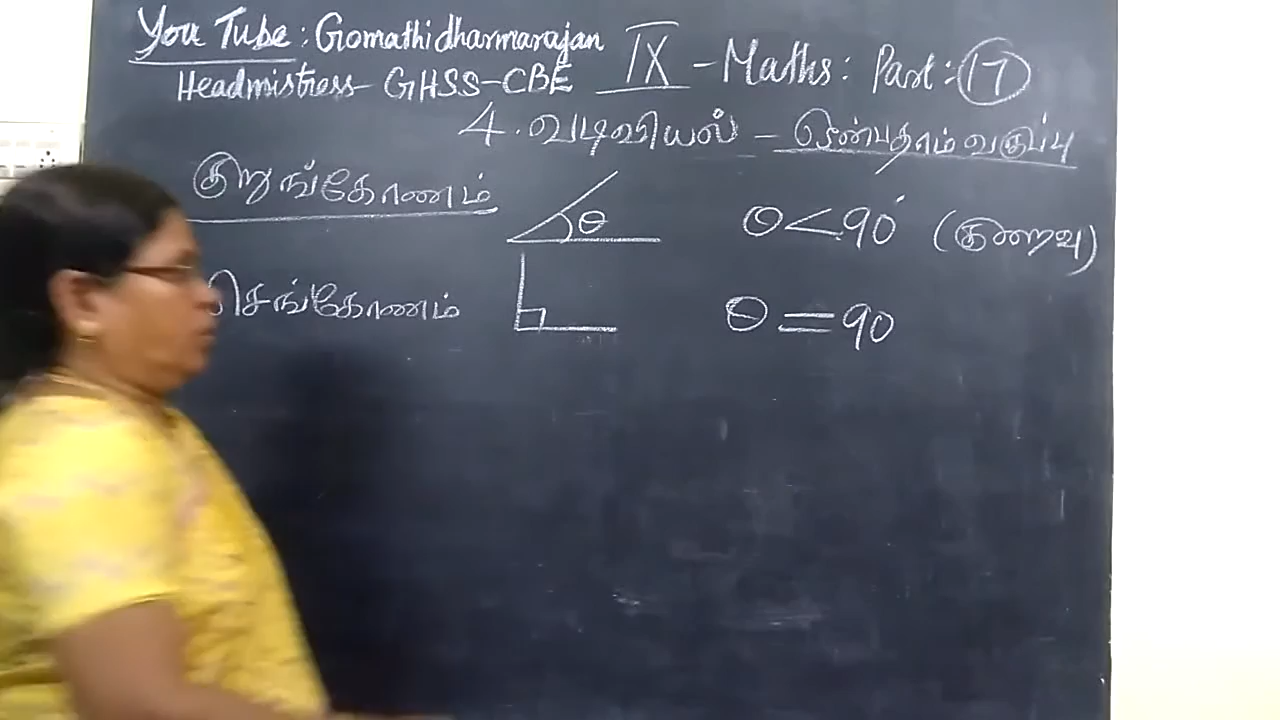 You Tube : Gomathidharmarajan
Headmistress - GHSS-CBE
IX - Maths : Part : 17
4. வடிவியல் - ஒன்பதாம் வகுப்பு
குறுங்கோணம் θ θ<90° (குறைவு)
செங்கோணம் θ = 90